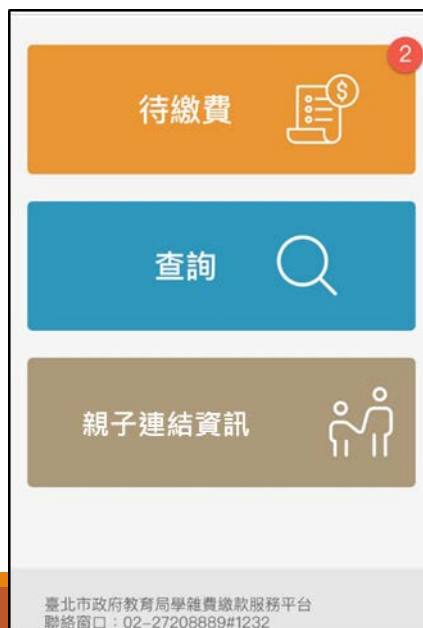 2
待繳費
$
查詢
親子連結資訊
臺北市政府教育局學雜費繳款服務平台
聯絡窗口：02-27208889#1232